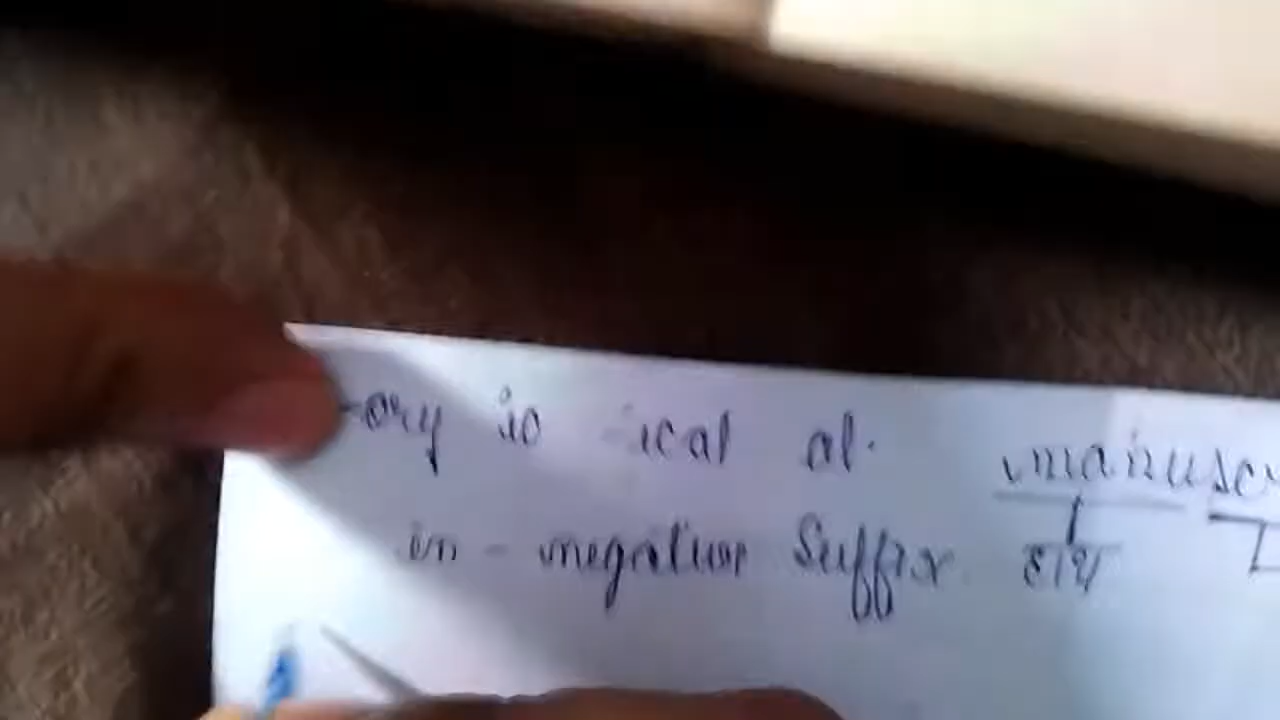 -ory ic -ical al.
manuscr
in - negative Suffix हाथ